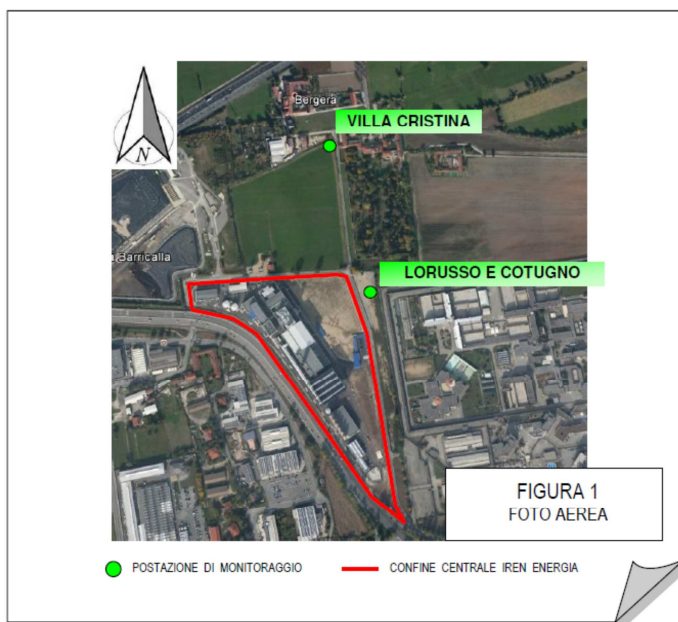 Bergera
VILLA CRISTINA
N
Barricalla
LORUSSO E COTUGNO
FIGURA 1
FOTO AEREA
POSTAZIONE DI MONITORAGGIO
CONFINE CENTRALE IREN ENERGIA